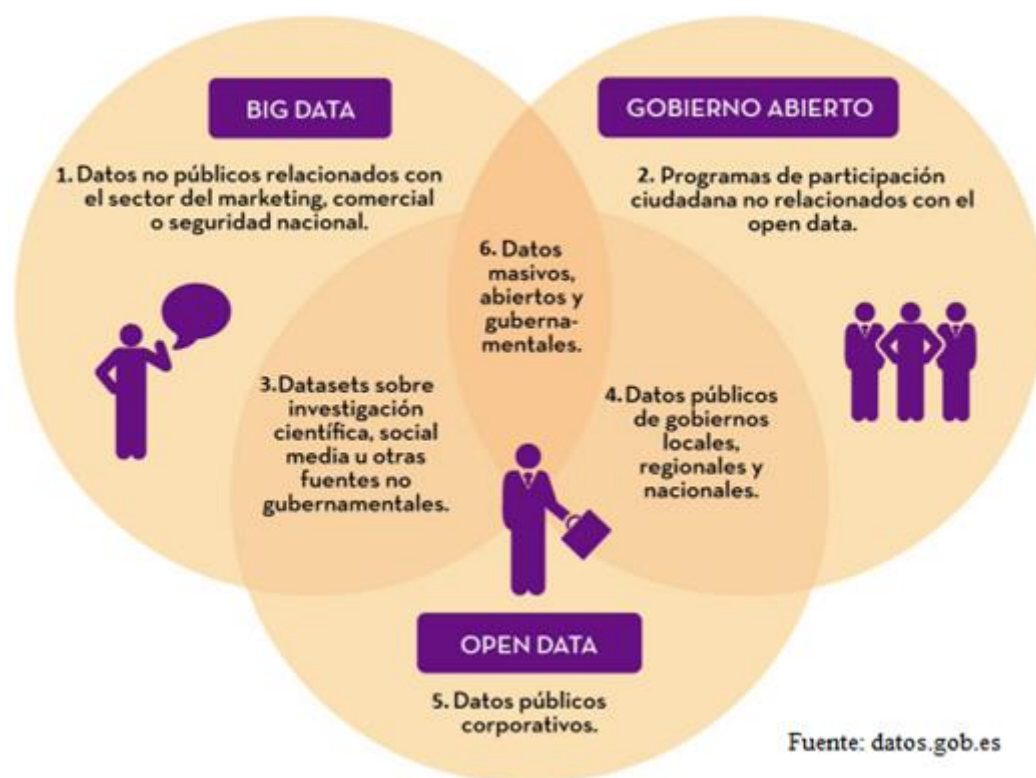 BIG DATA
1. Datos no públicos relacionados con
el sector del marketing, comercial
o seguridad nacional.
GOBIERNO ABIERTO
2. Programas de participación
ciudadana no relacionados con el
open data.
6. Datos
masivos,
abiertos y
guberna-
mentales.
3. Datasets sobre
investigación
científica, social
media u otras
fuentes no
gubernamentales.
4. Datos públicos
de gobiernos
locales,
regionales y
nacionales.
OPEN DATA
5. Datos públicos
corporativos.
Fuente: datos.gob.es